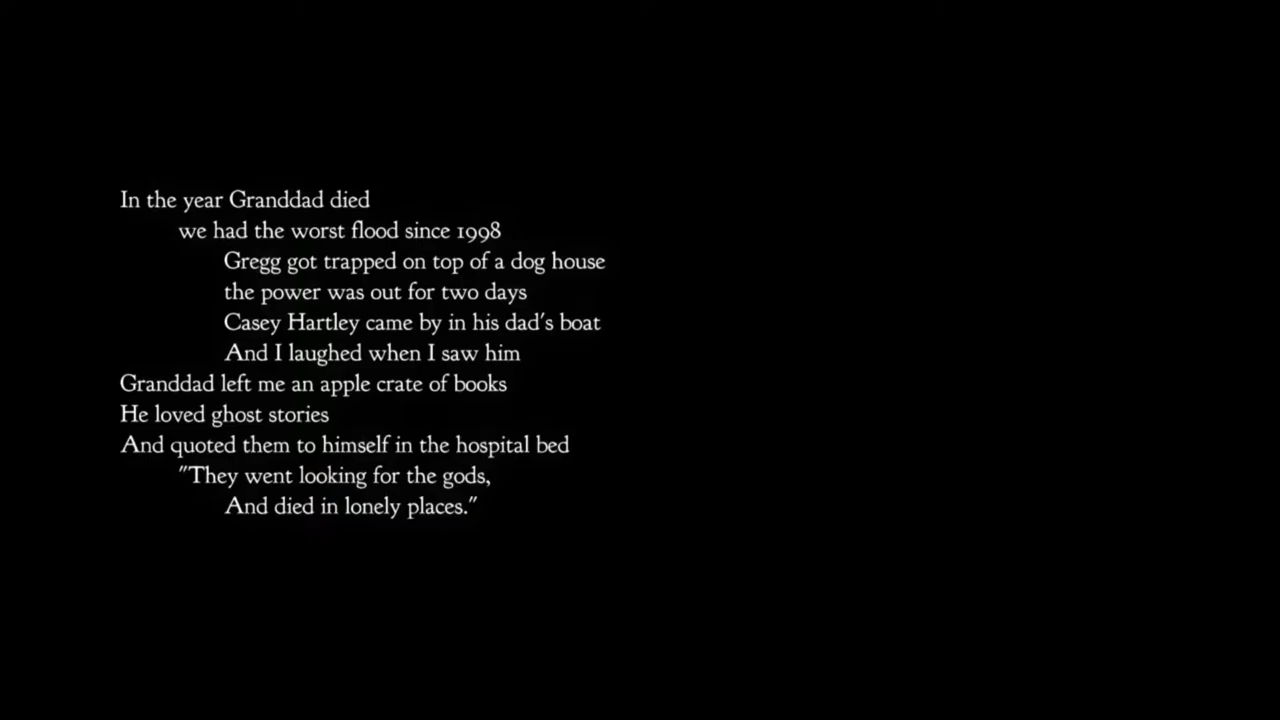 In the year Granddad died
we had the worst flood since 1998
Gregg got trapped on top of a dog house
the power was out for two days
Casey Hartley came by in his dad's boat
And I laughed when I saw him
Granddad left me an apple crate of books
He loved ghost stories
And quoted them to himself in the hospital bed
"They went looking for the gods,
And died in lonely places."